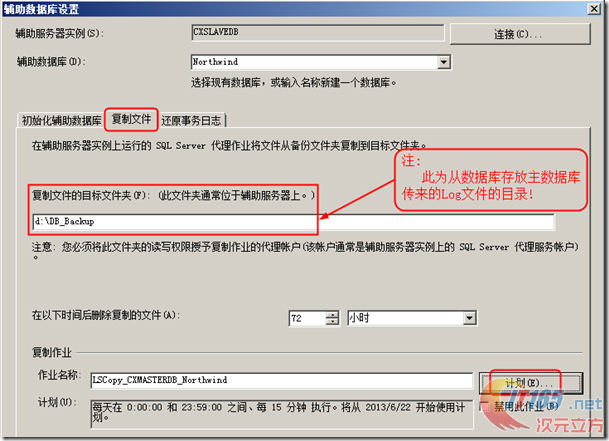 辅助数据库设置
辅助服务器实例(S):
CXSLAVEDB
连接(C)...
辅助数据库(D):
Northwind
选择现有数据库，或输入名称新建一个数据库。
初始化辅助数据库 复制文件 还原事务日志
在辅助服务器实例上运行的 SQL Server 代理作业将文件从备份文件夹复制到目标文件夹。
注:
此为从数据库存放主数据库
传来的Log文件的目录!
复制文件的目标文件夹(F): (此文件夹通常位于辅助服务器上。)
d:\DB_Backup
注意: 您必须将此文件夹的读写权限授予复制作业的代理帐户(该帐户通常是辅助服务器实例上的 SQL Server 代理服务帐户)
。
在以下时间后删除复制的文件(A):
72
小时
复制作业
作业名称:
LSCopy_CXMASTERDB_Northwind
计划(E)...
计划(U):
每天在 0:00:00 和 23:59:00 之间、每 15 分钟 执行。将从 2013/6/22 开始使用计
划。
禁用此作业(B)
IT165.net
次元立方